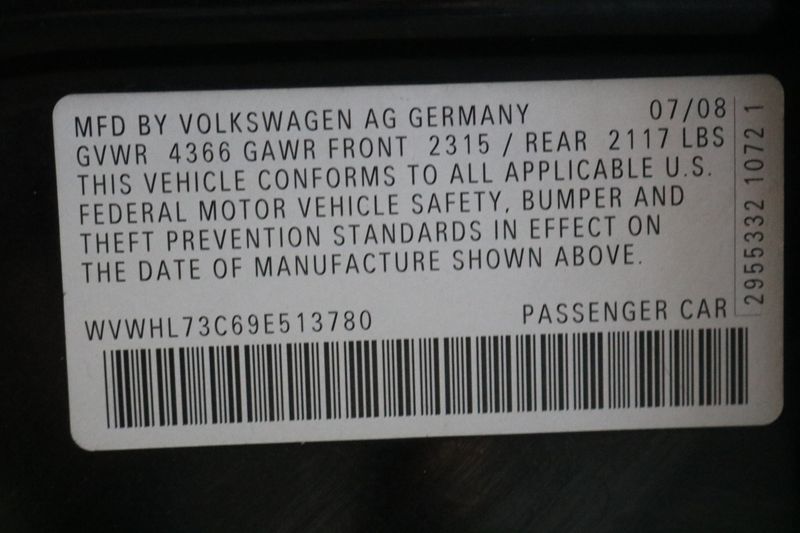 MFD BY VOLKSWAGEN AG GERMANY 07/08
GVWR 4366 GAWR FRONT 2315 / REAR 2117 LBS
THIS VEHICLE CONFORMS TO ALL APPLICABLE U.S.
FEDERAL MOTOR VEHICLE SAFETY, BUMPER AND
THEFT PREVENTION STANDARDS IN EFFECT ON
THE DATE OF MANUFACTURE SHOWN ABOVE.
WVWHL73C69E513780 PASSENGER CAR
2955332 1072 1